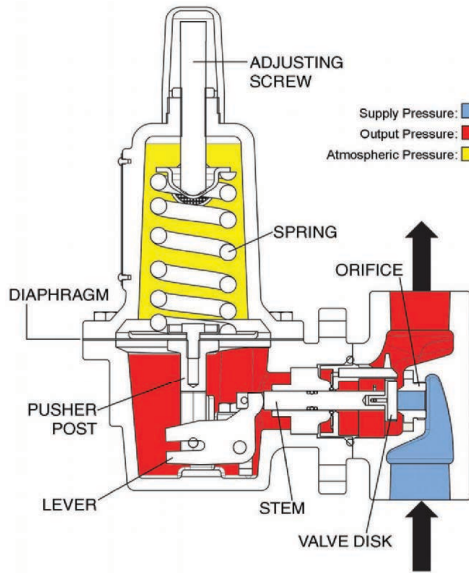 ADJUSTING
SCREW
Supply Pressure:
Output Pressure:
Atmospheric Pressure:
SPRING
ORIFICE
DIAPHRAGM
PUSHER
POST
LEVER
STEM
VALVE DISK